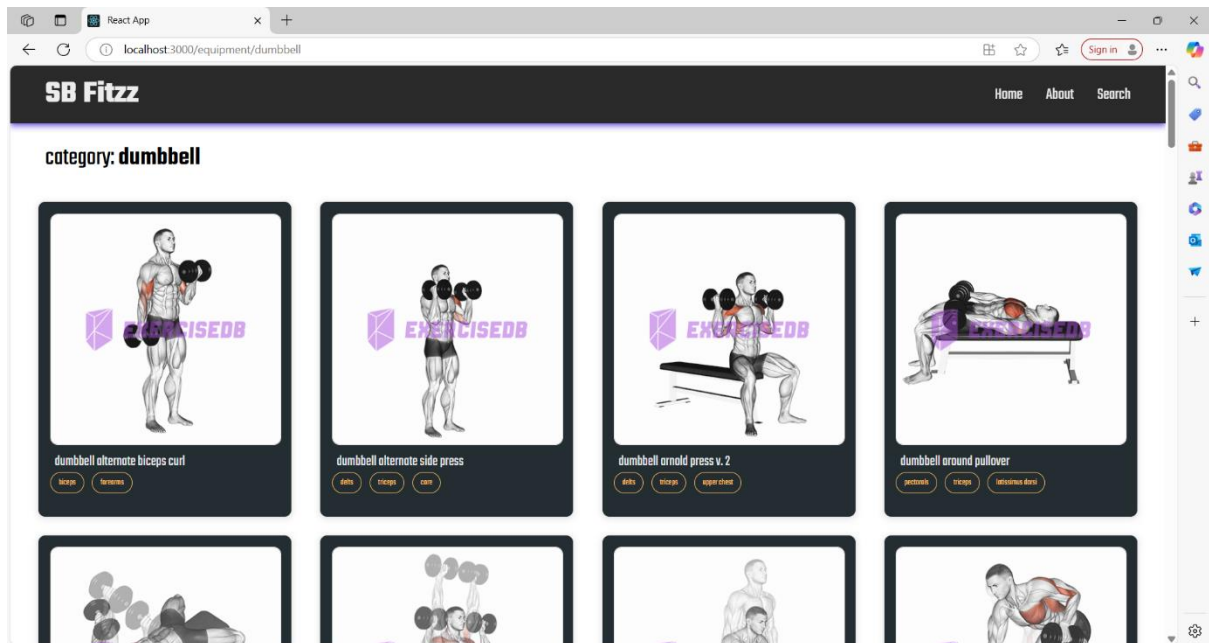 React App
localhost:3000/equipment/dumbbell
Sign in
SB Fitzz
Home About Search
category: dumbbell
EXERCISEDB
EXERCISEDB
EXERCISEDB
EXERCISEDB
dumbbell alternate biceps curl
biceps forearms
dumbbell alternate side press
delts triceps core
dumbbell arnold press v. 2
delts triceps upper chest
dumbbell around pullover
pectorals triceps latissimus dorsi